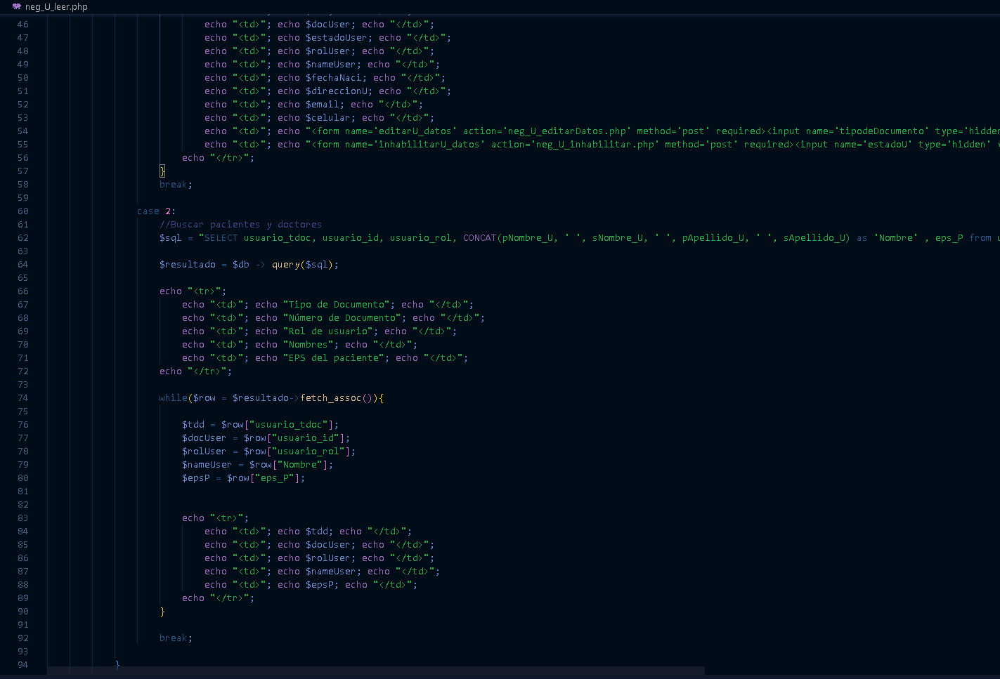 neg_U_leer.php
46 echo "<td>"; echo $docUser; echo "</td>";
47 echo "<td>"; echo $estadoUser; echo "</td>";
48 echo "<td>"; echo $rolUser; echo "</td>";
49 echo "<td>"; echo $nameUser; echo "</td>";
50 echo "<td>"; echo $fechaNaci; echo "</td>";
51 echo "<td>"; echo $direccionU; echo "</td>";
52 echo "<td>"; echo $email; echo "</td>";
53 echo "<td>"; echo $celular; echo "</td>";
54 echo "<td>"; echo "<form name='editarU_datos' action='neg_U_editarDatos.php' method='post' required><input name='tipodeDocumento' type='hidden
55 echo "<td>"; echo "<form name='inhabilitarU_datos' action='neg_U_inhabilitar.php' method='post' required><input name='estadoU' type='hidden'
56 echo "</tr>";
57 }
58 break;
59
60 case 2:
61 //Buscar pacientes y doctores
62 $sql = "SELECT usuario_tdoc, usuario_id, usuario_rol, CONCAT(pNombre_U, ' ', sNombre_U, ' ', pApellido_U, ' ', sApellido_U) as 'Nombre' , eps_P from
63
64 $resultado = $db -> query($sql);
65
66 echo "<tr>";
67 echo "<td>"; echo "Tipo de Documento"; echo "</td>";
68 echo "<td>"; echo "Número de Documento"; echo "</td>";
69 echo "<td>"; echo "Rol de usuario"; echo "</td>";
70 echo "<td>"; echo "Nombres"; echo "</td>";
71 echo "<td>"; echo "EPS del paciente"; echo "</td>";
72 echo "</tr>";
73
74 while($row = $resultado->fetch_assoc()){
75
76 $tdd = $row["usuario_tdoc"];
77 $docUser = $row["usuario_id"];
78 $rolUser = $row["usuario_rol"];
79 $nameUser = $row["Nombre"];
80 $epsP = $row["eps_P"];
81
82
83 echo "<tr>";
84 echo "<td>"; echo $tdd; echo "</td>";
85 echo "<td>"; echo $docUser; echo "</td>";
86 echo "<td>"; echo $rolUser; echo "</td>";
87 echo "<td>"; echo $nameUser; echo "</td>";
88 echo "<td>"; echo $epsP; echo "</td>";
89 echo "</tr>";
90 }
91
92 break;
93
94 }